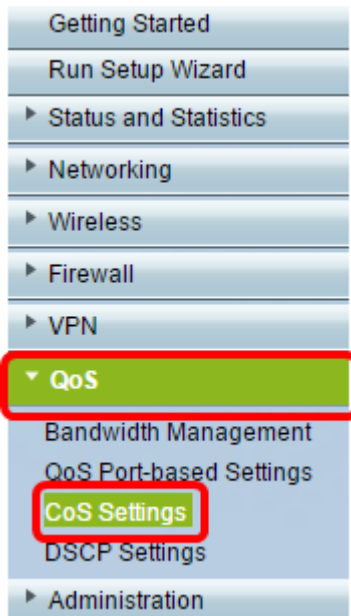 Getting Started
Run Setup Wizard
Status and Statistics
Networking
Wireless
Firewall
VPN
QoS
Bandwidth Management
QoS Port-based Settings
CoS Settings
DSCP Settings
Administration